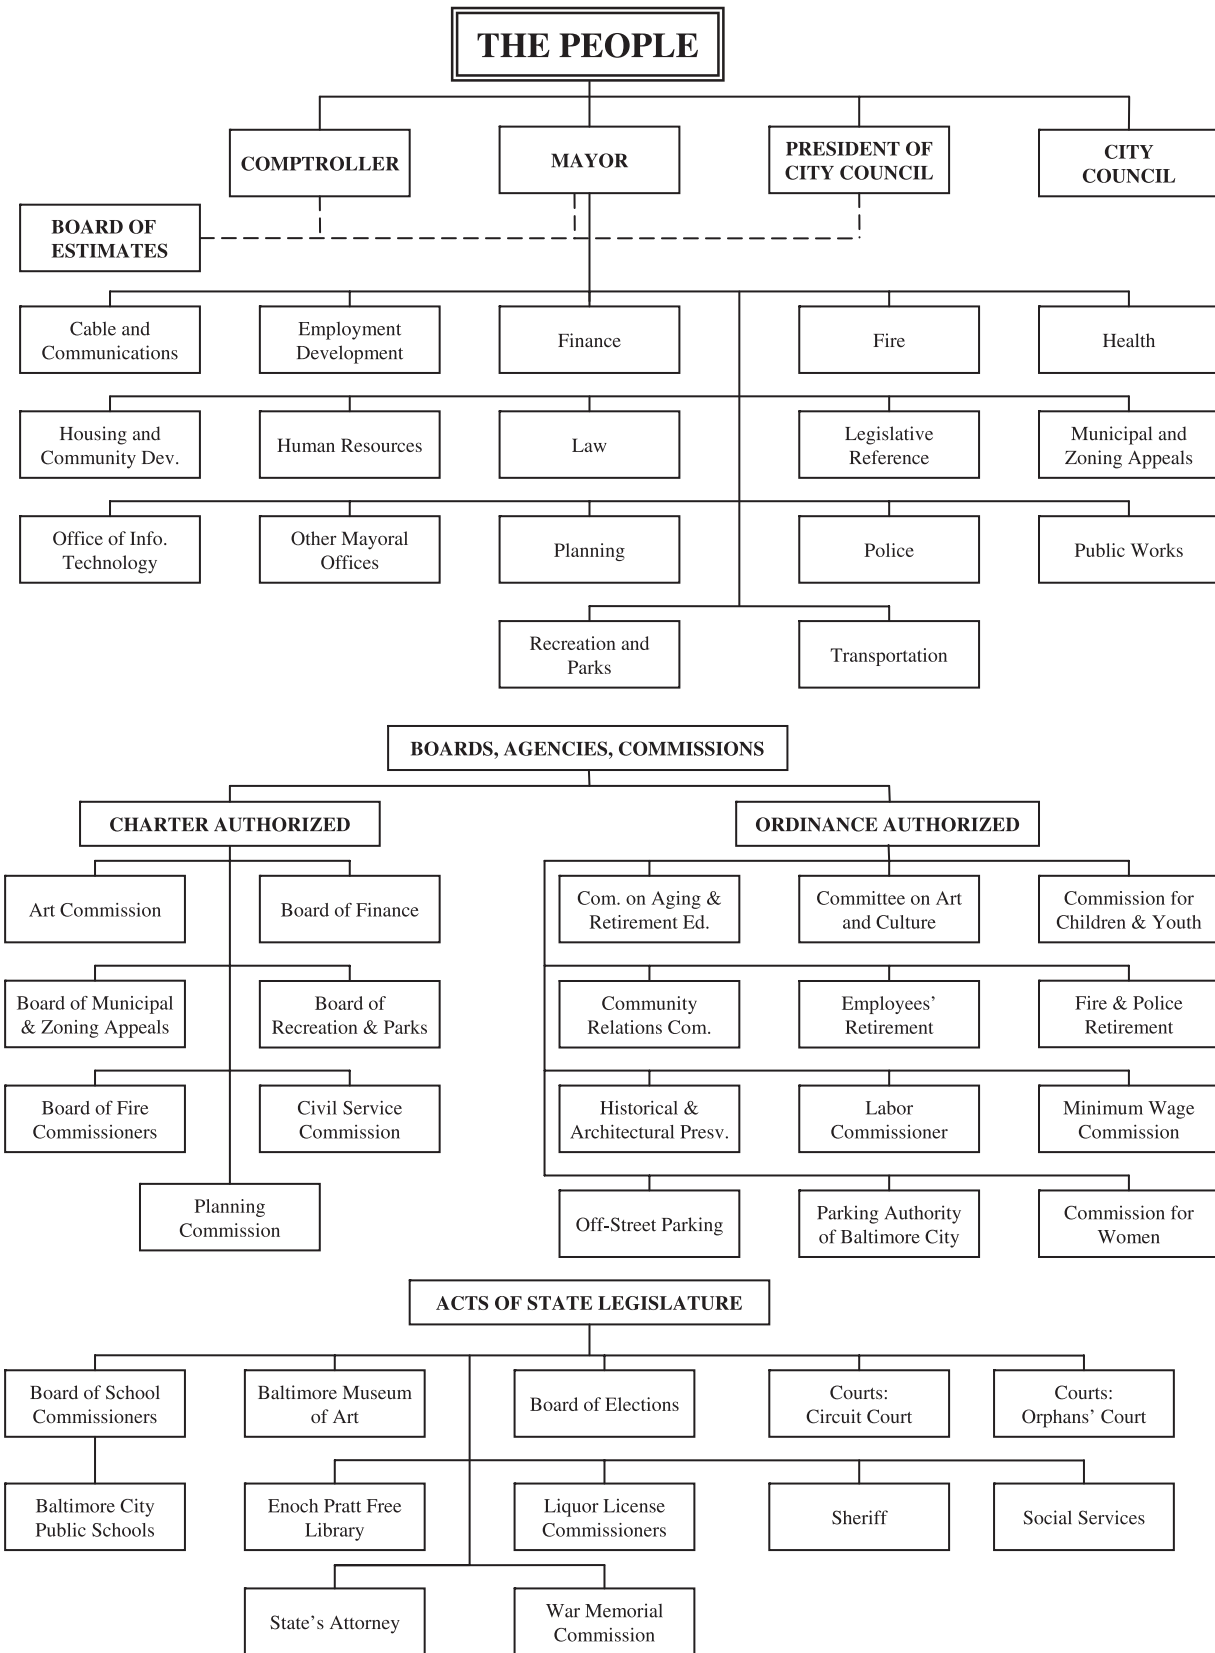 THE PEOPLE
COMPTROLLER
MAYOR
PRESIDENT OF
CITY COUNCIL
CITY
COUNCIL
BOARD OF
ESTIMATES
Cable and
Communications
Employment
Development
Finance
Fire
Health
Housing and
Community Dev.
Human Resources
Law
Legislative
Reference
Municipal and
Zoning Appeals
Office of Info.
Technology
Other Mayoral
Offices
Planning
Police
Public Works
Recreation and
Parks
Transportation
BOARDS, AGENCIES, COMMISSIONS
CHARTER AUTHORIZED
Art Commission
Board of Finance
Board of Municipal
& Zoning Appeals
Board of
Recreation & Parks
Board of Fire
Commissioners
Civil Service
Commission
Planning
Commission
ORDINANCE AUTHORIZED
Com. on Aging &
Retirement Ed.
Committee on Art
and Culture
Commission for
Children & Youth
Community
Relations Com.
Employees’
Retirement
Fire & Police
Retirement
Historical &
Architectural Presv.
Labor
Commissioner
Minimum Wage
Commission
Off-Street Parking
Parking Authority
of Baltimore City
Commission for
Women
ACTS OF STATE LEGISLATURE
Board of School
Commissioners
Baltimore Museum
of Art
Board of Elections
Courts:
Circuit Court
Courts:
Orphans’ Court
Baltimore City
Public Schools
Enoch Pratt Free
Library
Liquor License
Commissioners
Sheriff
Social Services
State’s Attorney
War Memorial
Commission